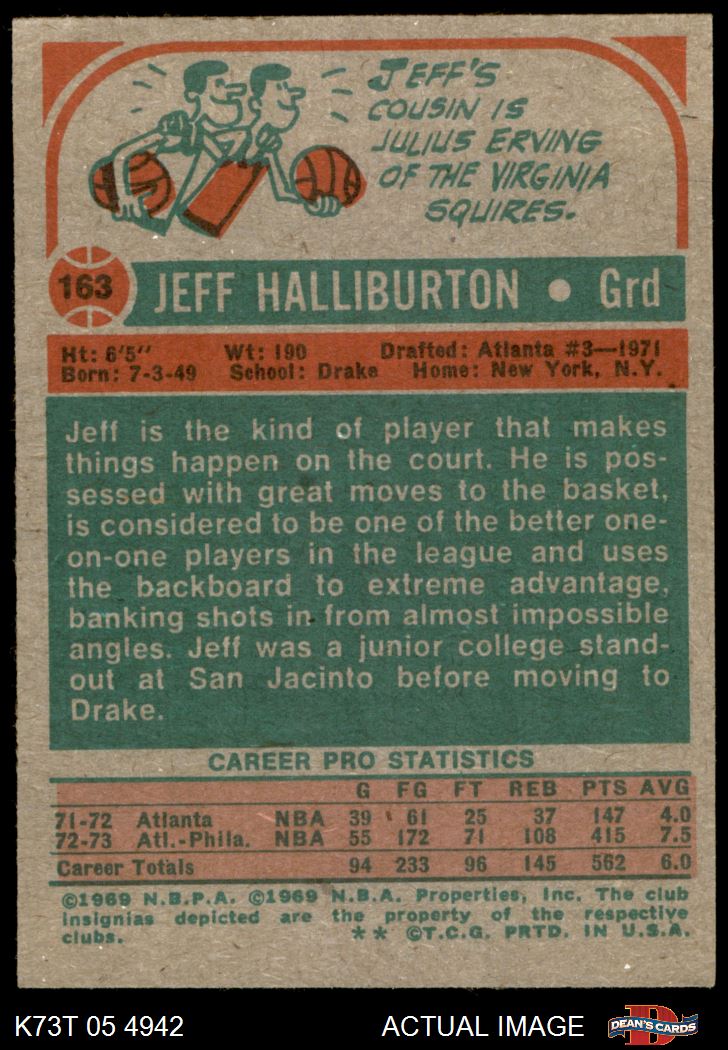 JEFF'S
COUSIN IS
JULIUS ERVING
OF THE VIRGINIA
SQUIRES.
163 JEFF HALLIBURTON • Grd
Ht: 6'5" Wt: 190 Drafted: Atlanta #3—1971
Born: 7-3-49 School: Drake Home: New York, N.Y.
Jeff is the kind of player that makes
things happen on the court. He is pos-
sessed with great moves to the basket,
is considered to be one of the better one-
on-one players in the league and uses
the backboard to extreme advantage,
banking shots in from almost impossible
angles. Jeff was a junior college stand-
out at San Jacinto before moving to
Drake.
CAREER PRO STATISTICS
G FG FT REB PTS AVG
71-72 Atlanta NBA 39 61 25 37 147 4.0
72-73 Atl.-Phila. NBA 55 172 71 108 415 7.5
Career Totals 94 233 96 145 562 6.0
©1969 N.B.P.A. ©1969 N.B.A. Properties, Inc. The club
insignias depicted are the property of the respective
clubs. ** ©T.C.G. PRTD. IN U.S.A.
K73T 05 4942 ACTUAL IMAGE DEAN'S CARDS